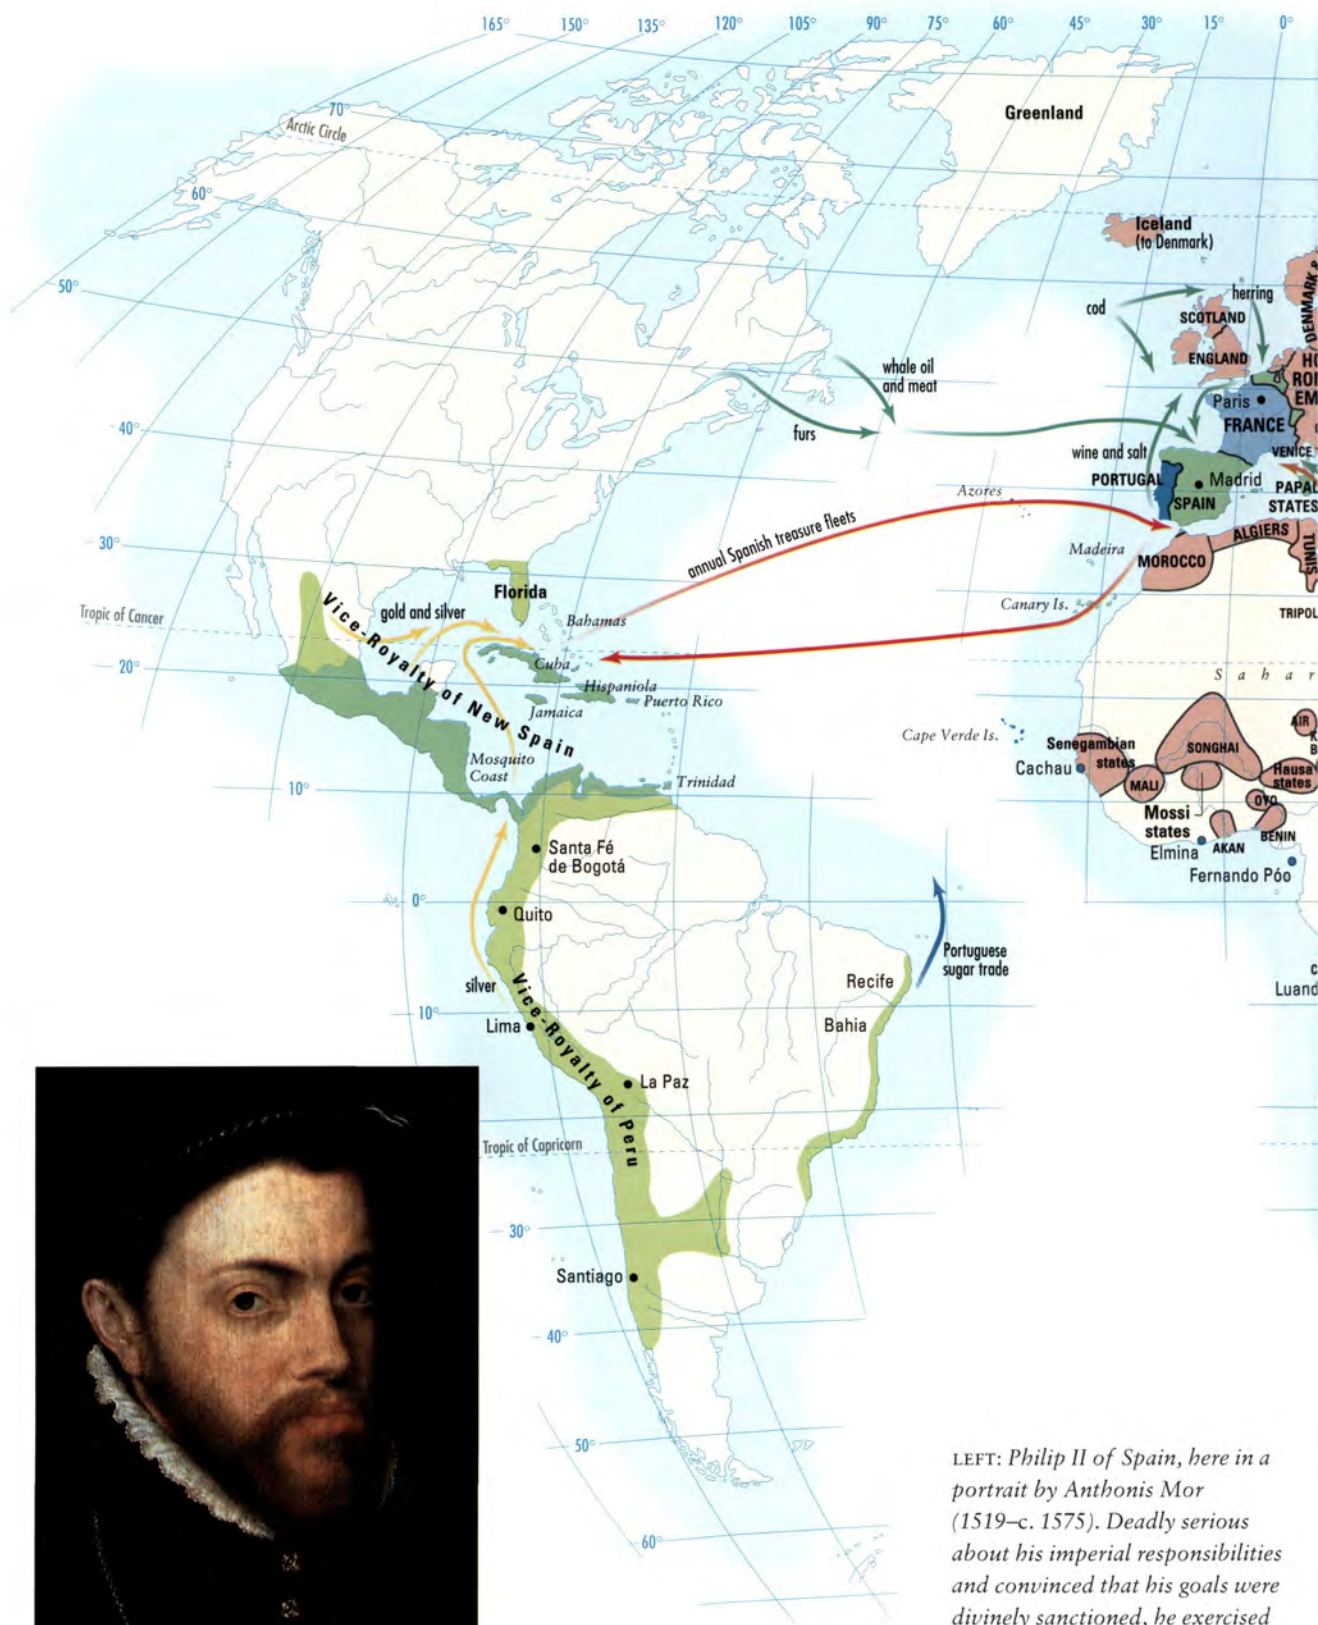 165°
150°
135°
120°
105°
90°
75°
60°
45°
30°
15°
0°
70°
Arctic Circle
60°
50°
40°
30°
Tropic of Cancer
20°
10°
0°
10°
Tropic of Capricorn
30°
40°
50°
60°
Greenland
Iceland
(to Denmark)
cod
herring
SCOTLAND
ENGLAND
DENMARK
HO
ROM
EM
Paris
FRANCE
VENICE
whale oil
and meat
furs
wine and salt
PORTUGAL
Madrid
SPAIN
PAPAL
STATES
Azores
annual Spanish treasure fleets
Madeira
MOROCCO
ALGIERS
TUNIS
Canary Is.
TRIPOL
Florida
gold and silver
Bahamas
Vice-Royalty of New Spain
Cuba
Hispaniola
Jamaica
Puerto Rico
Mosquito
Coast
Trinidad
Sahar
Cape Verde Is.
Senegambian
states
Cachau
MALI
SONGHAI
AIR
Hausa
states
Mossi
states
OYO
BENIN
Elmina
AKAN
Fernando Póo
Santa Fé
de Bogotá
Quito
silver
Lima
Vice-Royalty of Peru
La Paz
Santiago
Portuguese
sugar trade
Recife
Bahia
Luand
LEFT: Philip II of Spain, here in a
portrait by Anthonis Mor
(1519–c. 1575). Deadly serious
about his imperial responsibilities
and convinced that his goals were
divinely sanctioned, he exercised